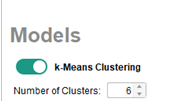 Models
k-Means Clustering
Number of Clusters: 6